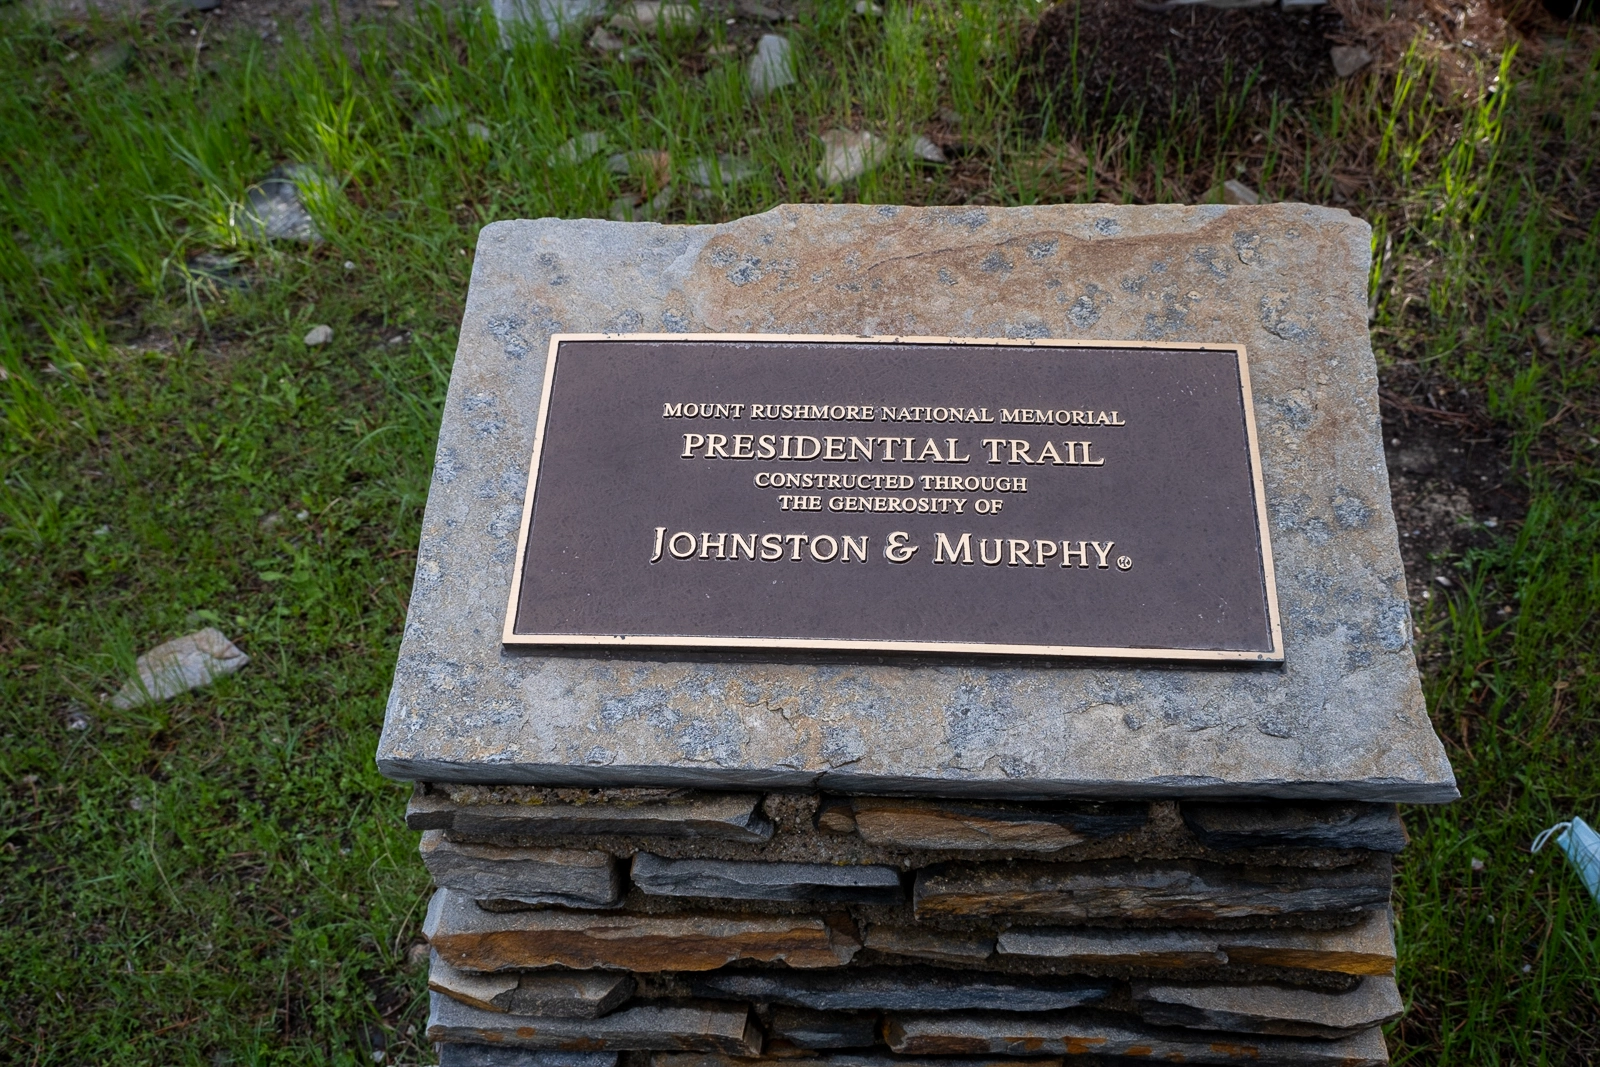 MOUNT RUSHMORE NATIONAL MEMORIAL
PRESIDENTIAL TRAIL
CONSTRUCTED THROUGH
THE GENEROSITY OF
JOHNSTON & MURPHY®